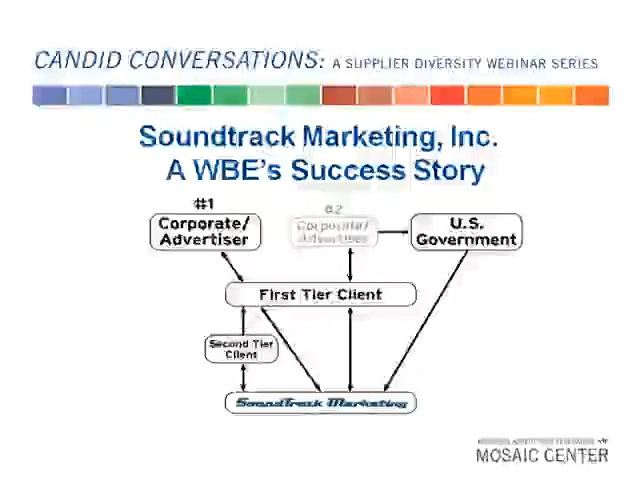 CANDID CONVERSATIONS: A SUPPLIER DIVERSITY WEBINAR SERIES
Soundtrack Marketing, Inc.
A WBE's Success Story
#1
#2
Corporate/
Advertiser
Corporate/
Advertiser
U.S.
Government
First Tier Client
Second Tier
Client
SoundTrack Marketing
MOSAIC CENTER